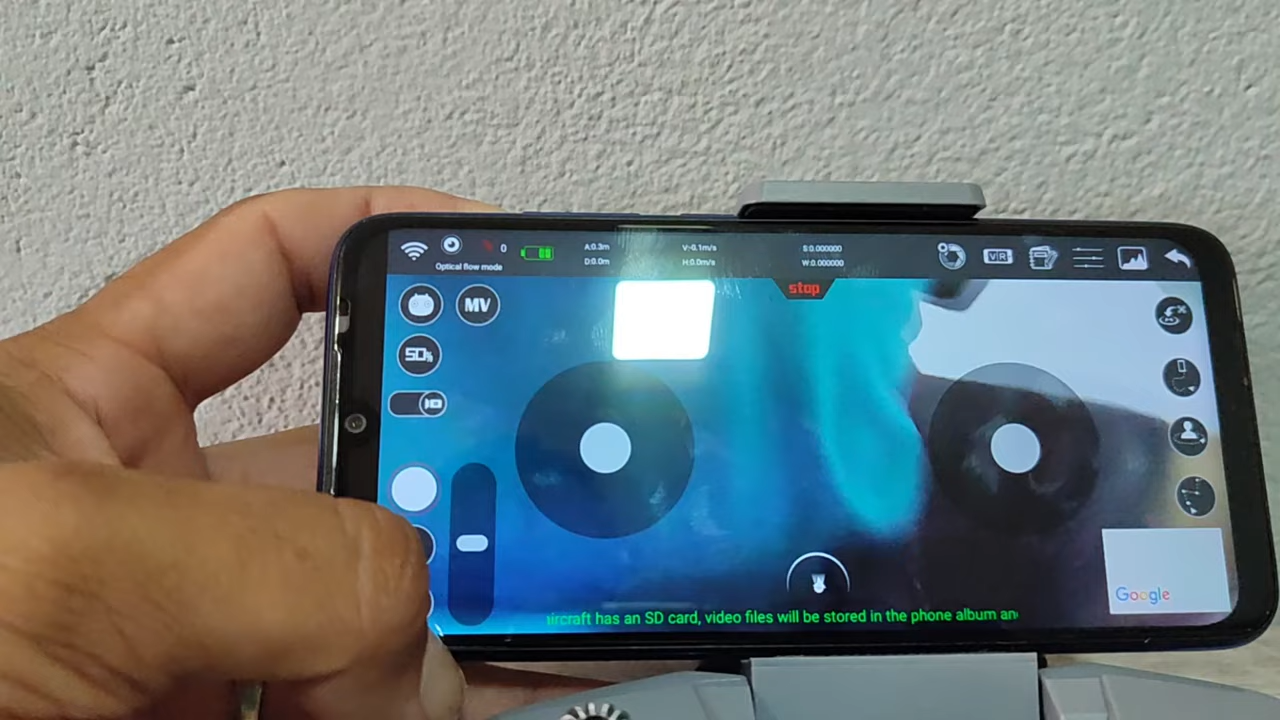 0
Optical flow mode
A:0.3m
D:0.0m
V:-0.1m/s
H:0.0m/s
S:0.000000
W:0.000000
VR
stop
MV
50%
Google
ircraft has an SD card, video files will be stored in the phone album an